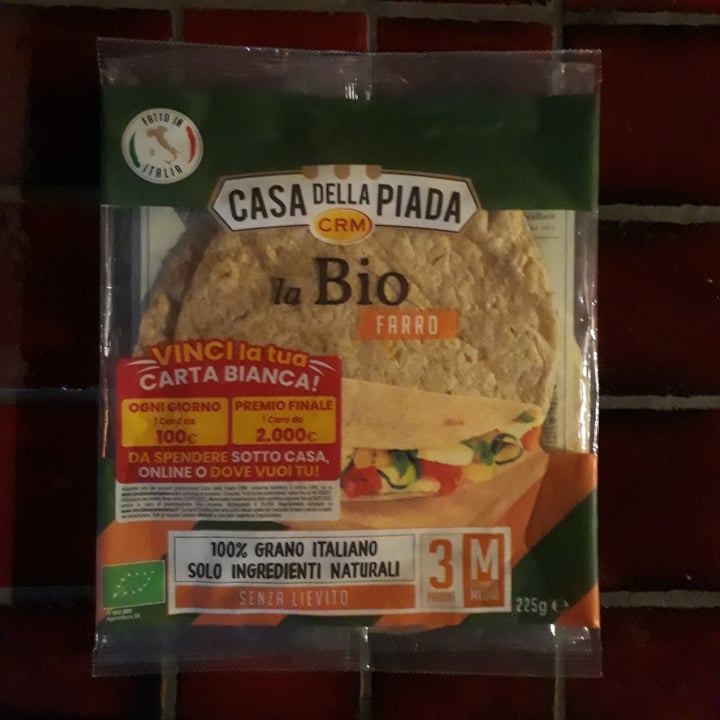 FATTO IN
ITALIA
CASA DELLA PIADA
CRM
la Bio
FARRO
VINCI la tua
CARTA BIANCA!
OGNI GIORNO
1 Card da
100€
PREMIO FINALE
1 Card da
2.000€
DA SPENDERE SOTTO CASA,
ONLINE O DOVE VUOI TU!
100% GRANO ITALIANO
SOLO INGREDIENTI NATURALI
SENZA LIEVITO
3
PIADINE
M
MEDIO
225g e